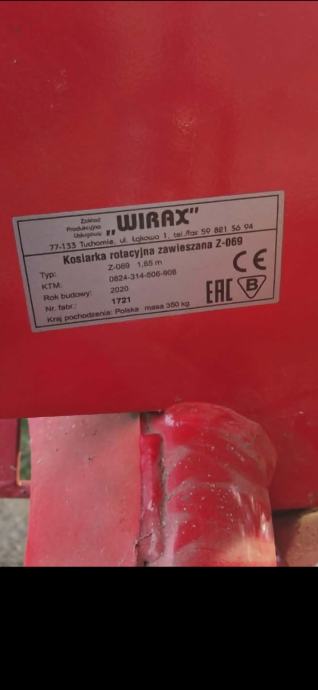 Zakład
Produkcyjno
Usługowy
„WIRAX”
77-133 Tuchomie, ul. Łąkowa 1, tel./fax 59 821 56 94
Kosiarka rotacyjna zawieszana Z-069
Typ: Z-069 1,65 m
KTM: 0824-314-506-908
Rok budowy: 2020
Nr. fabr.: 1721
Kraj pochodzenia: Polska masa 350 kg
CE
EAC
B